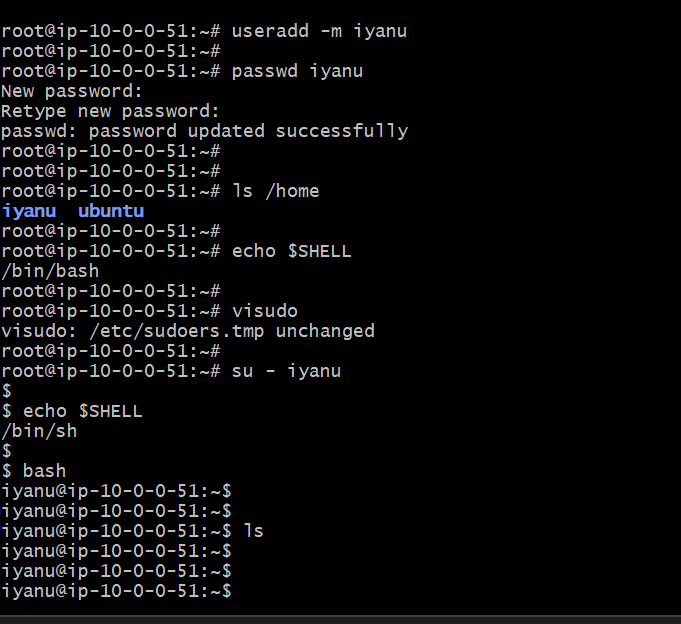 root@ip-10-0-0-51:~# useradd -m iyanu
root@ip-10-0-0-51:~#
root@ip-10-0-0-51:~# passwd iyanu
New password:
Retype new password:
passwd: password updated successfully
root@ip-10-0-0-51:~#
root@ip-10-0-0-51:~#
root@ip-10-0-0-51:~# ls /home
iyanu  ubuntu
root@ip-10-0-0-51:~#
root@ip-10-0-0-51:~# echo $SHELL
/bin/bash
root@ip-10-0-0-51:~#
root@ip-10-0-0-51:~# visudo
visudo: /etc/sudoers.tmp unchanged
root@ip-10-0-0-51:~#
root@ip-10-0-0-51:~# su - iyanu
$
$ echo $SHELL
/bin/sh
$
$ bash
iyanu@ip-10-0-0-51:~$
iyanu@ip-10-0-0-51:~$
iyanu@ip-10-0-0-51:~$ ls
iyanu@ip-10-0-0-51:~$
iyanu@ip-10-0-0-51:~$
iyanu@ip-10-0-0-51:~$